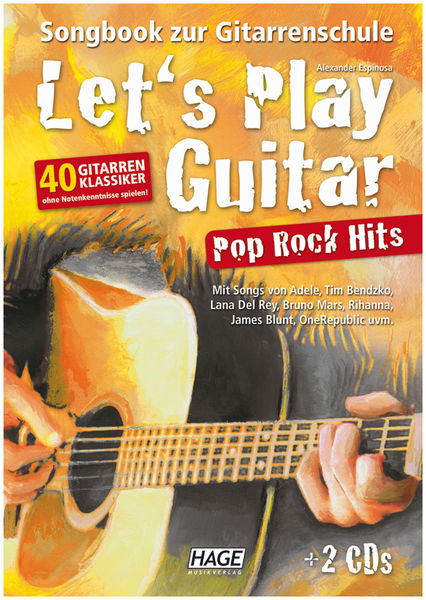 Songbook zur Gitarrenschule
Alexander Espinosa
Let's Play
Guitar
40 GITARREN
KLASSIKER
ohne Notenkenntnisse spielen!
Pop Rock Hits
Mit Songs von Adele, Tim Bendzko,
Lana Del Rey, Bruno Mars, Rihanna,
James Blunt, OneRepublic uvm.
HAGE
MUSIKVERLAG
+2 CDs